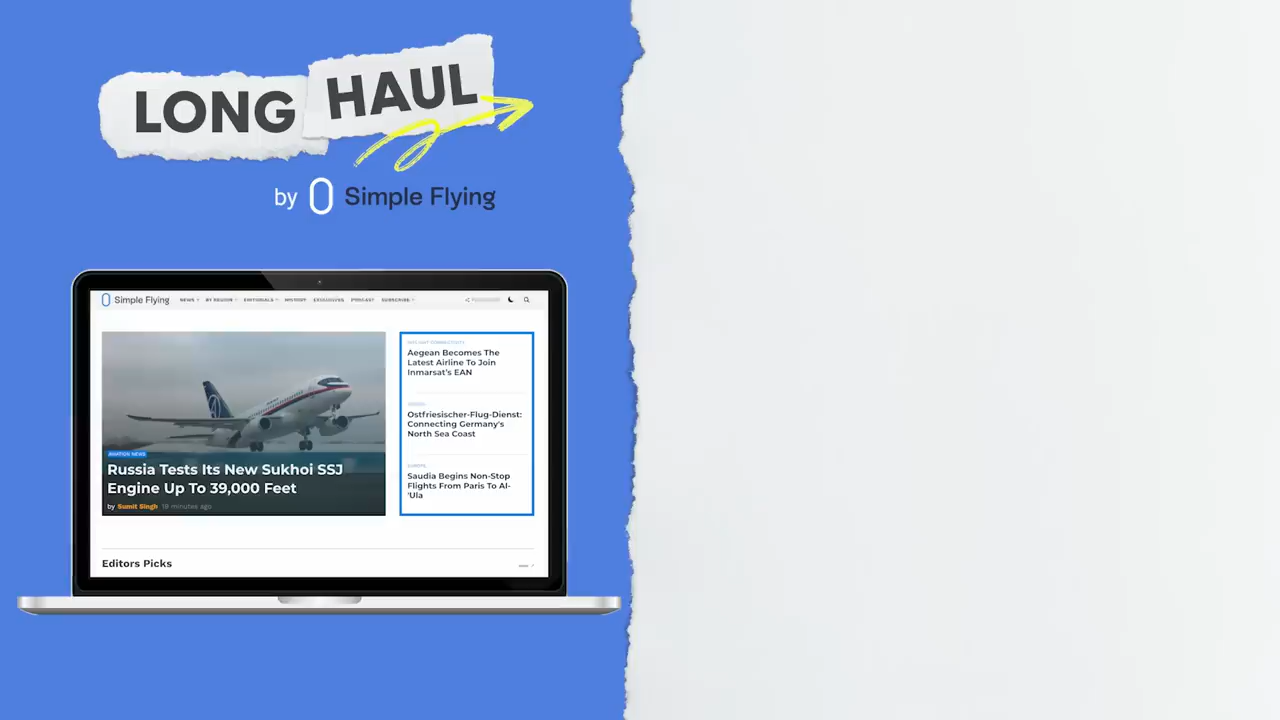 LONG HAUL
by Simple Flying
Simple Flying NEWS BY REGION EDITORIALS HISTORY EXCLUSIVES PODCAST SUBSCRIBE
Aegean Becomes The
Latest Airline To Join
Inmarsat's EAN
Ostfriesischer-Flug-Dienst:
Connecting Germany's
North Sea Coast
EUROPE
Saudia Begins Non-Stop
Flights From Paris To Al-
'Ula
AVIATION NEWS
Russia Tests Its New Sukhoi SSJ
Engine Up To 39,000 Feet
by Sumit Singh 19 minutes ago
Editors Picks